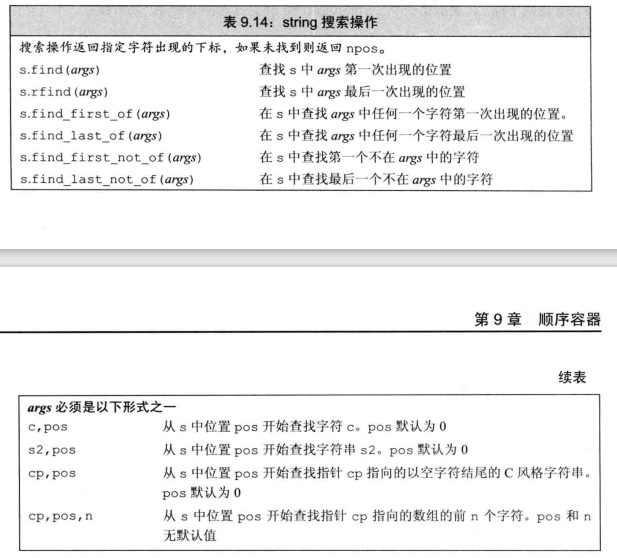 表 9.14：string 搜索操作
搜索操作返回指定字符出现的下标，如果未找到则返回 npos。
s.find(args) 查找 s 中 args 第一次出现的位置
s.rfind(args) 查找 s 中 args 最后一次出现的位置
s.find_first_of(args) 在 s 中查找 args 中任何一个字符第一次出现的位置。
s.find_last_of(args) 在 s 中查找 args 中任何一个字符最后一次出现的位置
s.find_first_not_of(args) 在 s 中查找第一个不在 args 中的字符
s.find_last_not_of(args) 在 s 中查找最后一个不在 args 中的字符
第 9 章 顺序容器
续表
args 必须是以下形式之一
c,pos 从 s 中位置 pos 开始查找字符 c。pos 默认为 0
s2,pos 从 s 中位置 pos 开始查找字符串 s2。pos 默认为 0
cp,pos 从 s 中位置 pos 开始查找指针 cp 指向的以空字符结尾的 C 风格字符串。
pos 默认为 0
cp,pos,n 从 s 中位置 pos 开始查找指针 cp 指向的数组的前 n 个字符。pos 和 n
无默认值